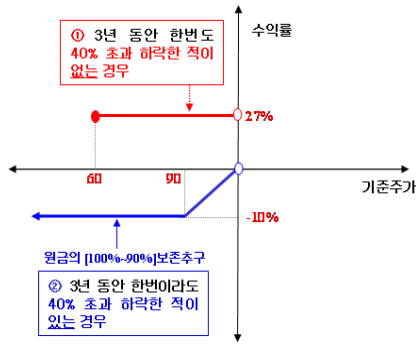 ① 3년 동안 한번도
40% 초과 하락한 적이
없는 경우
수익률
27%
60
90
기준주가
-10%
원금의 [100%~90%]보존추구
② 3년 동안 한번이라도
40% 초과 하락한 적이
있는 경우